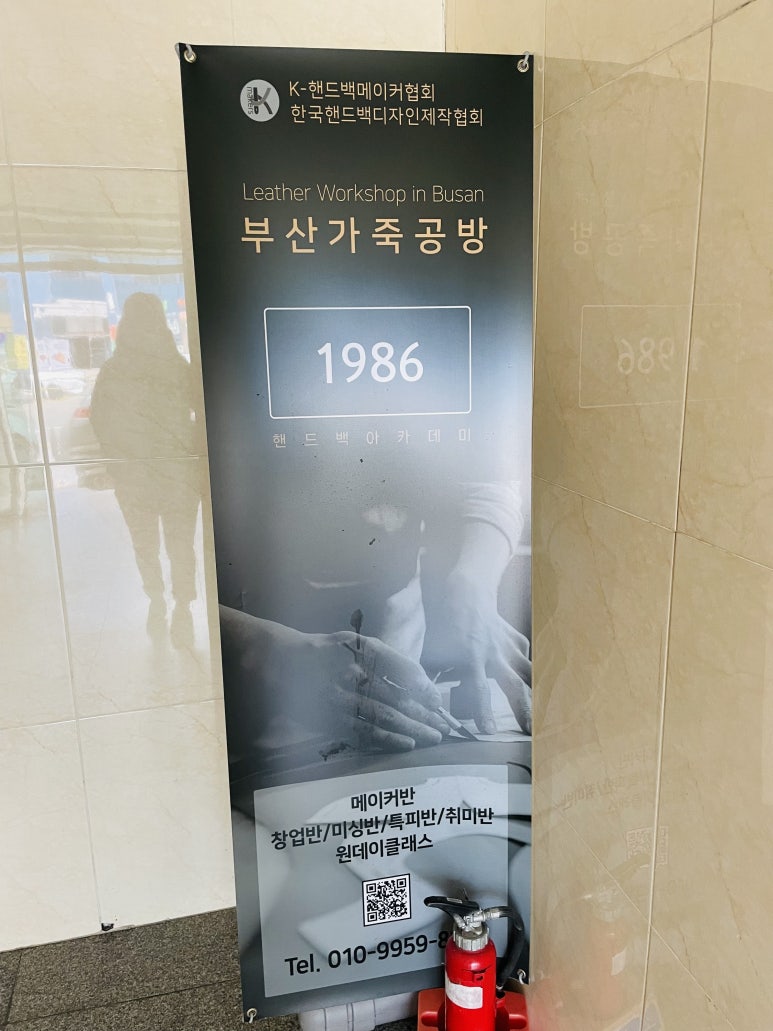 K makers
K-핸드백메이커협회
한국핸드백디자인제작협회
Leather Workshop in Busan
부산가죽공방
1986
핸드백아카데미
메이커반
창업반/미싱반/특피반/취미반
원데이클래스
Tel. 010-9959-8